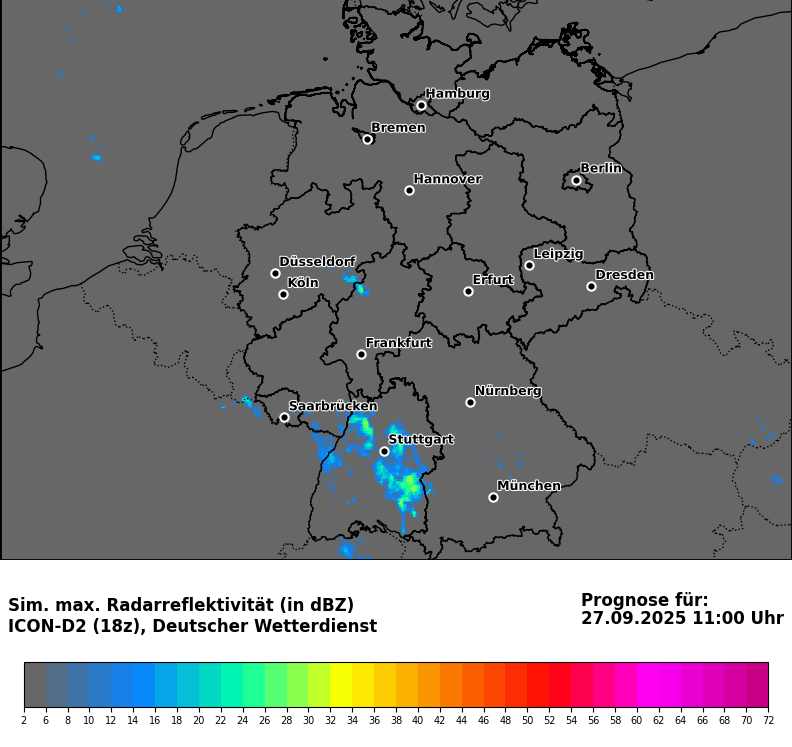 Hamburg
Bremen
Berlin
Hannover
Leipzig
Düsseldorf
Dresden
Köln
Erfurt
Frankfurt
Nürnberg
Saarbrücken
Stuttgart
München
Sim. max. Radarreflektivität (in dBZ)
ICON-D2 (18z), Deutscher Wetterdienst
Prognose für:
27.09.2025 11:00 Uhr
2 6 8 10 12 14 16 18 20 22 24 26 28 30 32 34 36 38 40 42 44 46 48 50 52 54 56 58 60 62 64 66 68 70 72